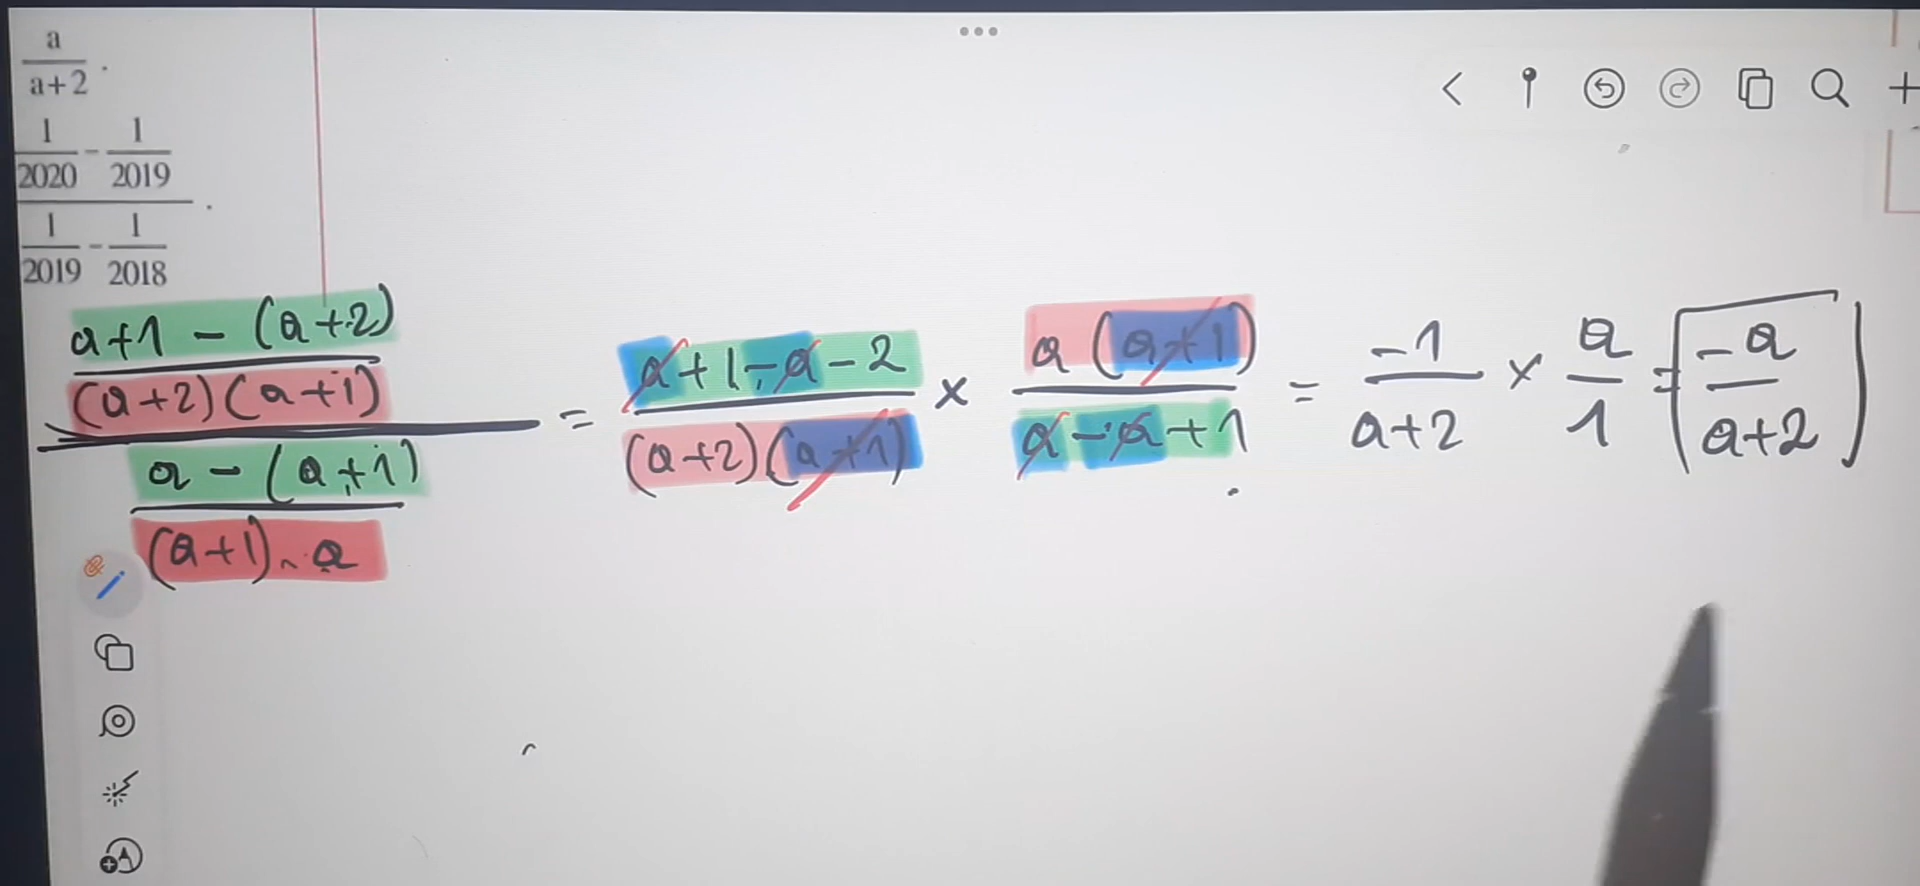 a
a+2 .
1/2020 - 1/2019
1/2019 - 1/2018 .
a+1 - (a+2)
(a+2)(a+1)
a - (a+1)
(a+1) . a
= a+1-a-2 × a(a+1) = -1 × a = -a
(a+2)(a+1) a-a+1 a+2 1 a+2